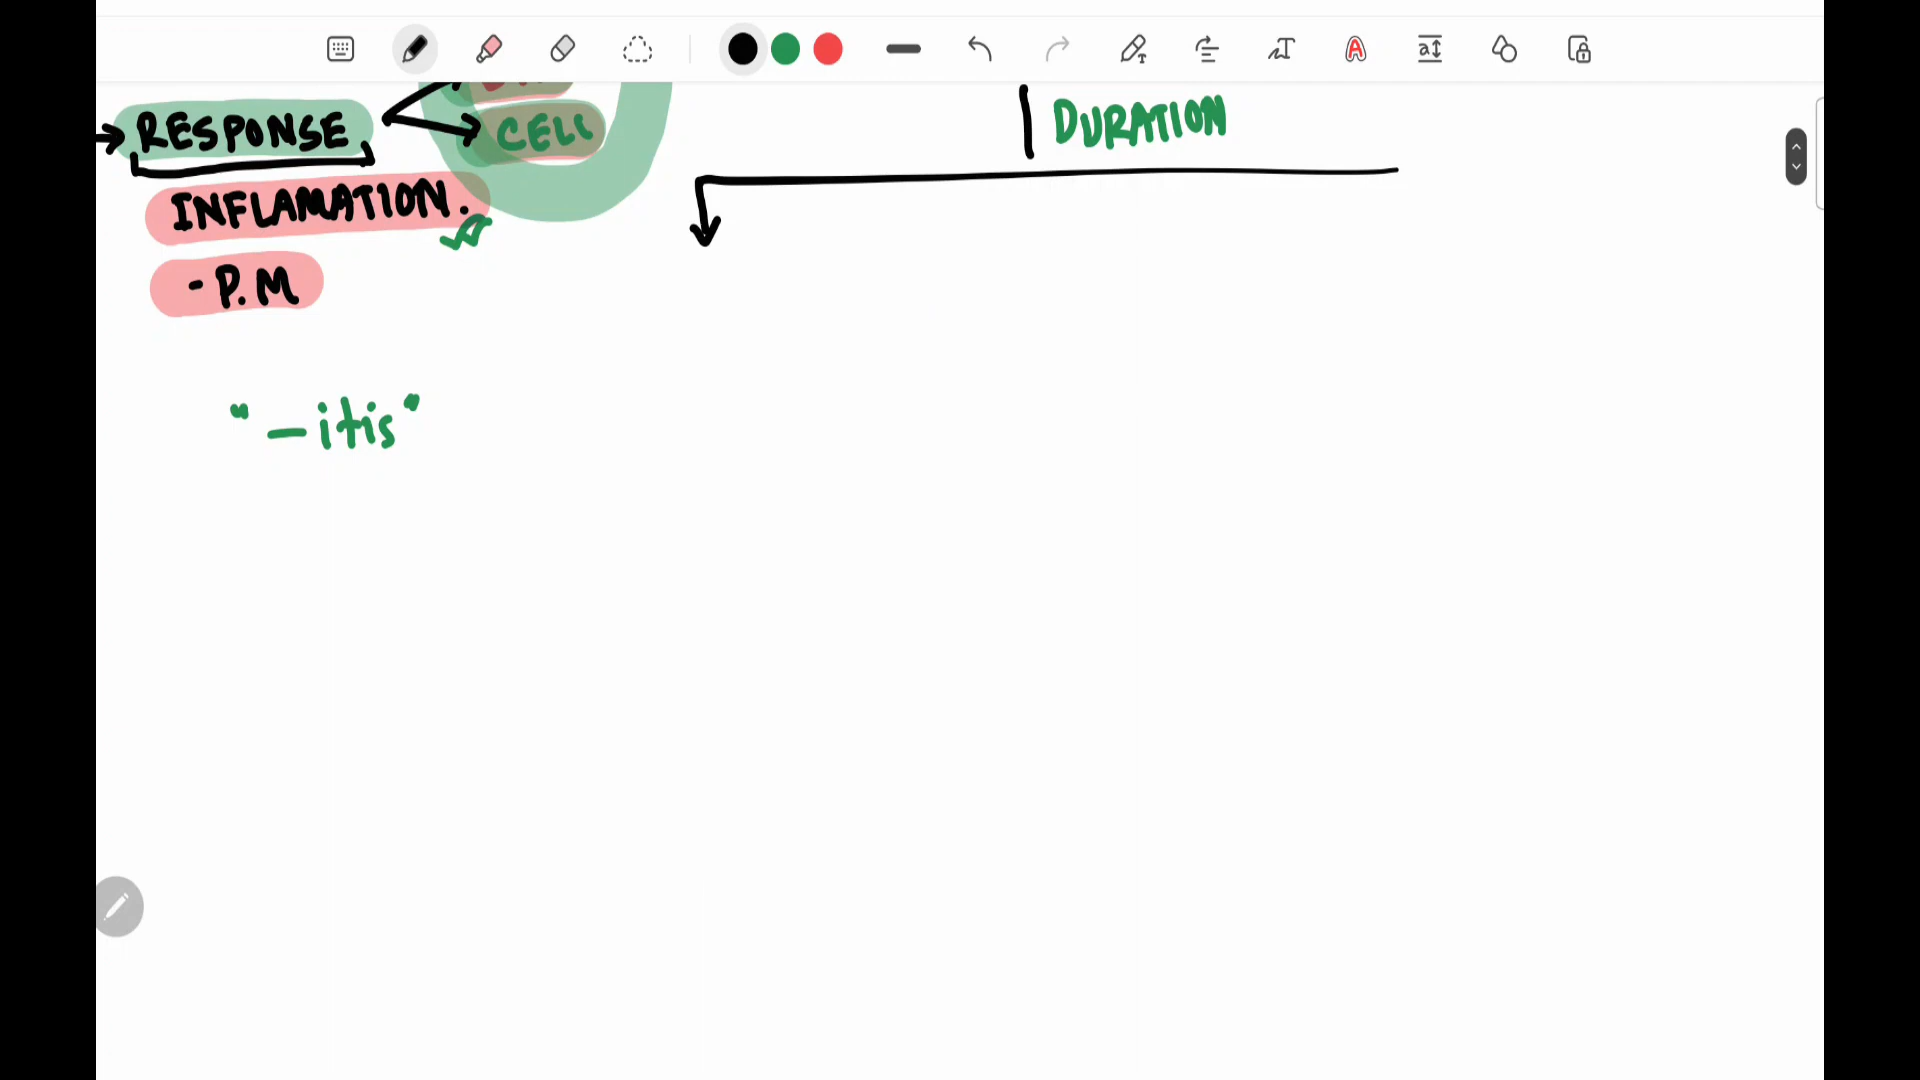 RESPONSE
CELL
DURATION
INFLAMATION.
- P.M
"-itis"